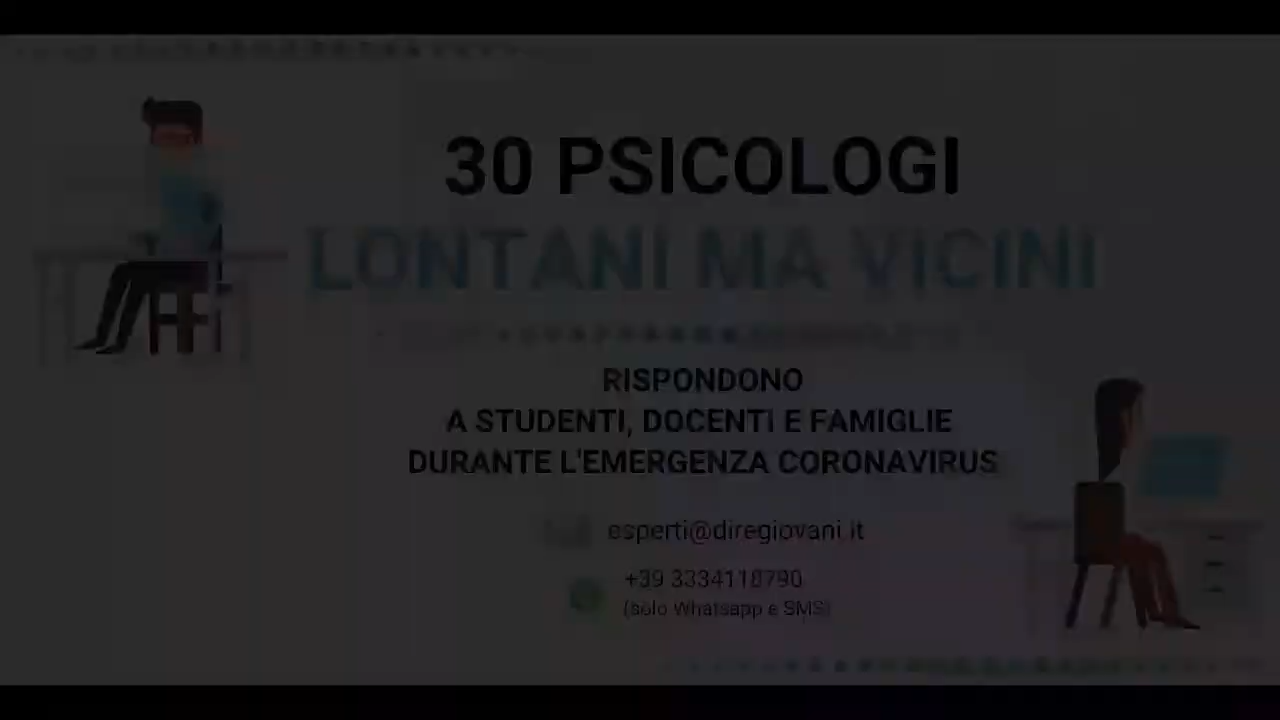 30 PSICOLOGI
LONTANI MA VICINI
RISPONDONO
A STUDENTI, DOCENTI E FAMIGLIE
DURANTE L'EMERGENZA CORONAVIRUS
esperti@diregiovani.it
+39 3334118790
(solo Whatsapp e SMS)